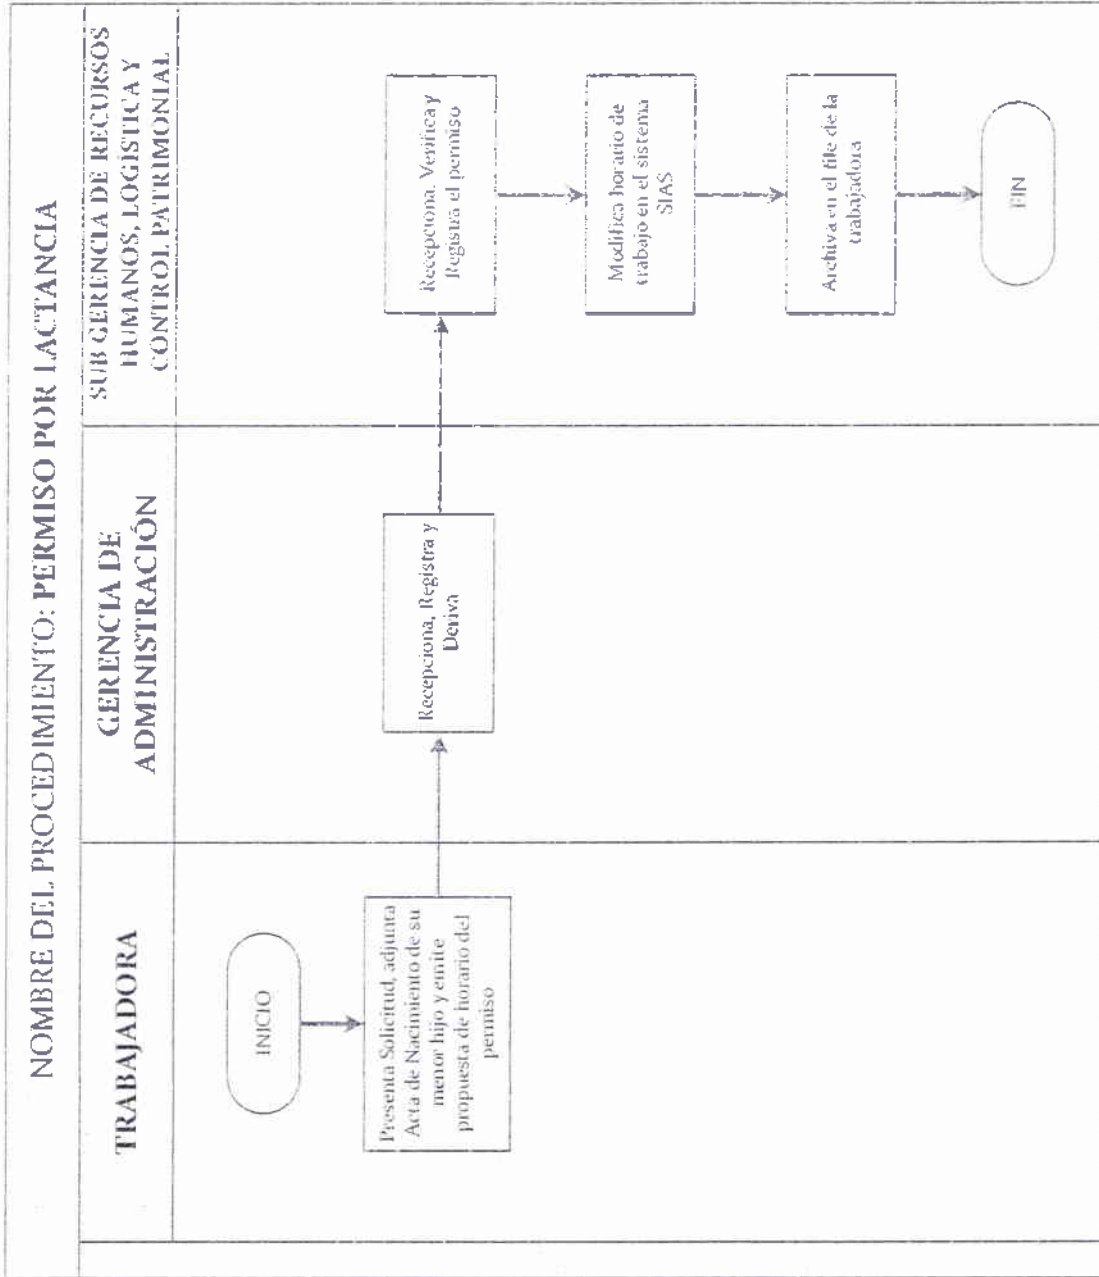 NOMBRE DEL PROCEDIMIENTO: PERMISO POR LACTANCIA
TRABAJADORA
GERENCIA DE
ADMINISTRACIÓN
SUB GERENCIA DE RECURSOS
HUMANOS, LOGÍSTICA Y
CONTROL PATRIMONIAL
INICIO
Presenta Solicitud, adjunta
Acta de Nacimiento de su
menor hijo y emite
propuesta de horario del
permiso
Recepciona, Registra y
Deriva
Recepciona, Verifica y
Registra el permiso
Modifica horario de
trabajo en el sistema
SIAS
Archiva en el file de la
trabajadora
FIN